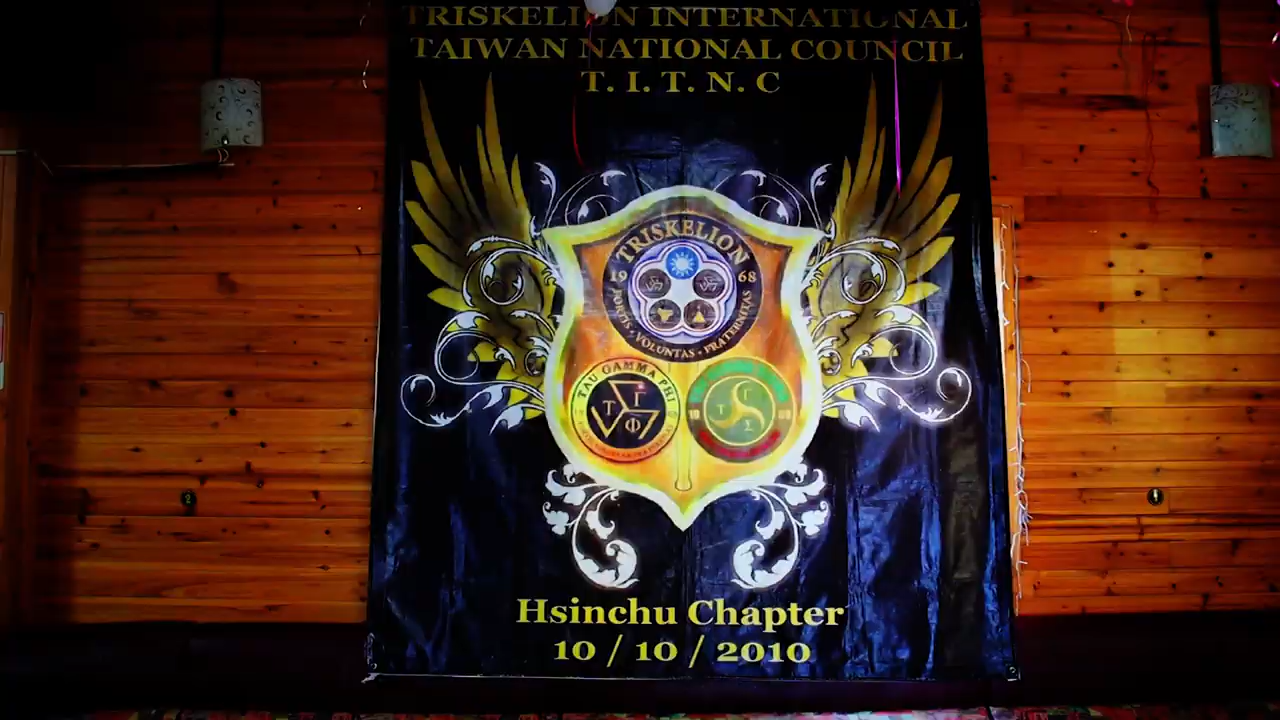 TRISKELION INTERNATIONAL
TAIWAN NATIONAL COUNCIL
T. I. T. N. C
TRISKELION
19 68
FORTIS • VOLUNTAS • FRATERNITAS
TAU GAMMA PHI
Τ Γ
Φ
Τ Γ
Σ
Hsinchu Chapter
10 / 10 / 2010